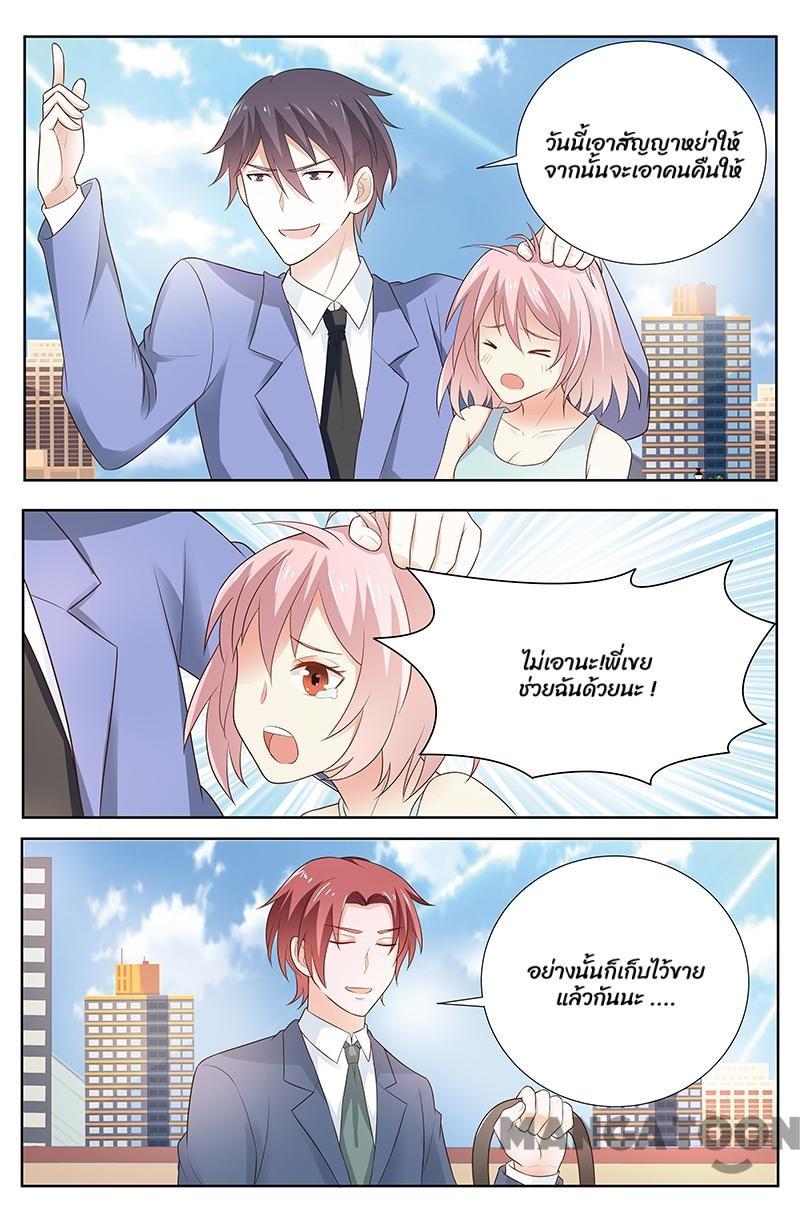 วันนี้เอาสัญญาหย่าให้
จากนั้นจะเอาคนคืนให้
ไม่เอานะ!พี่เขย
ช่วยฉันด้วยนะ !
อย่างนั้นก็เก็บไว้ขาย
แล้วกันนะ ....
MANGATOON